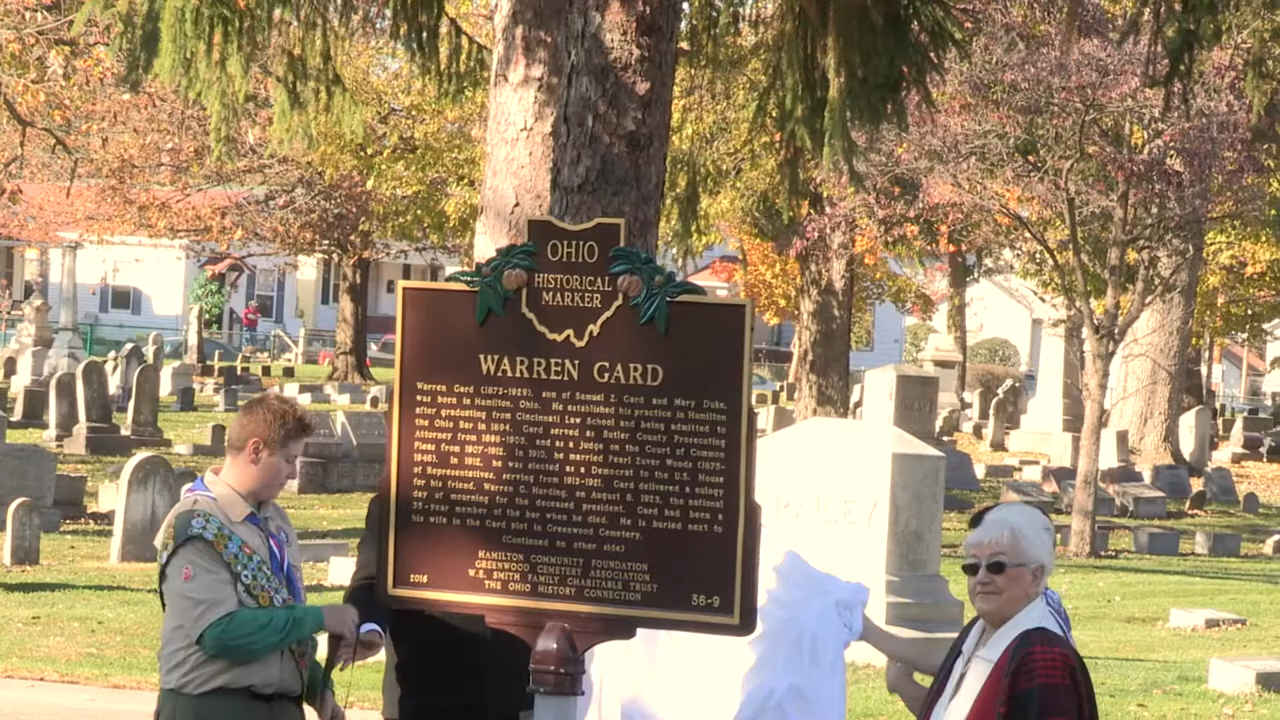 OHIO
HISTORICAL
MARKER
WARREN GARD
Warren Gard (1873-1929), son of Samuel Z. Gard and Mary Duke,
was born in Hamilton, Ohio. He established his practice in Hamilton
after graduating from Cincinnati Law School and being admitted to
the Ohio Bar in 1894. Gard served as Butler County Prosecuting
Attorney from 1898-1903, and as a judge on the Court of Common
Pleas from 1907-1912. In 1910, he married Pearl Zuver Woods (1875-
1946). In 1912, he was elected as a Democrat to the U.S. House
of Representatives, serving from 1913-1921. Gard delivered a eulogy
for his friend, Warren G. Harding, on August 8, 1923, the national
day of mourning for the deceased president. Gard had been a
35-year member of the bar when he died. He is buried next to
his wife in the Gard plot in Greenwood Cemetery.
(Continued on other side)
HAMILTON COMMUNITY FOUNDATION
GREENWOOD CEMETERY ASSOCIATION
W.E. SMITH FAMILY CHARITABLE TRUST
THE OHIO HISTORY CONNECTION
2016
36-9